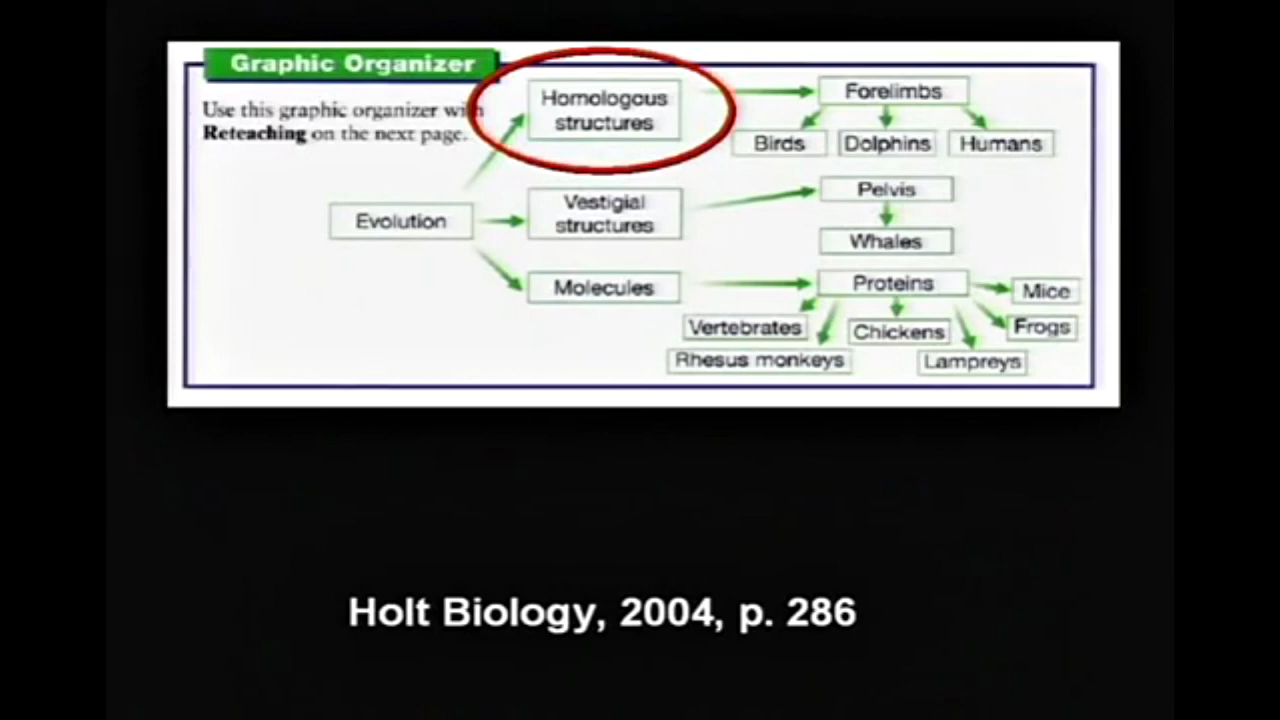 Graphic Organizer
Use this graphic organizer with
Reteaching on the next page.
Homologous
structures
Forelimbs
Birds
Dolphins
Humans
Evolution
Vestigial
structures
Pelvis
Whales
Molecules
Proteins
Mice
Vertebrates
Chickens
Frogs
Rhesus monkeys
Lampreys
Holt Biology, 2004, p. 286